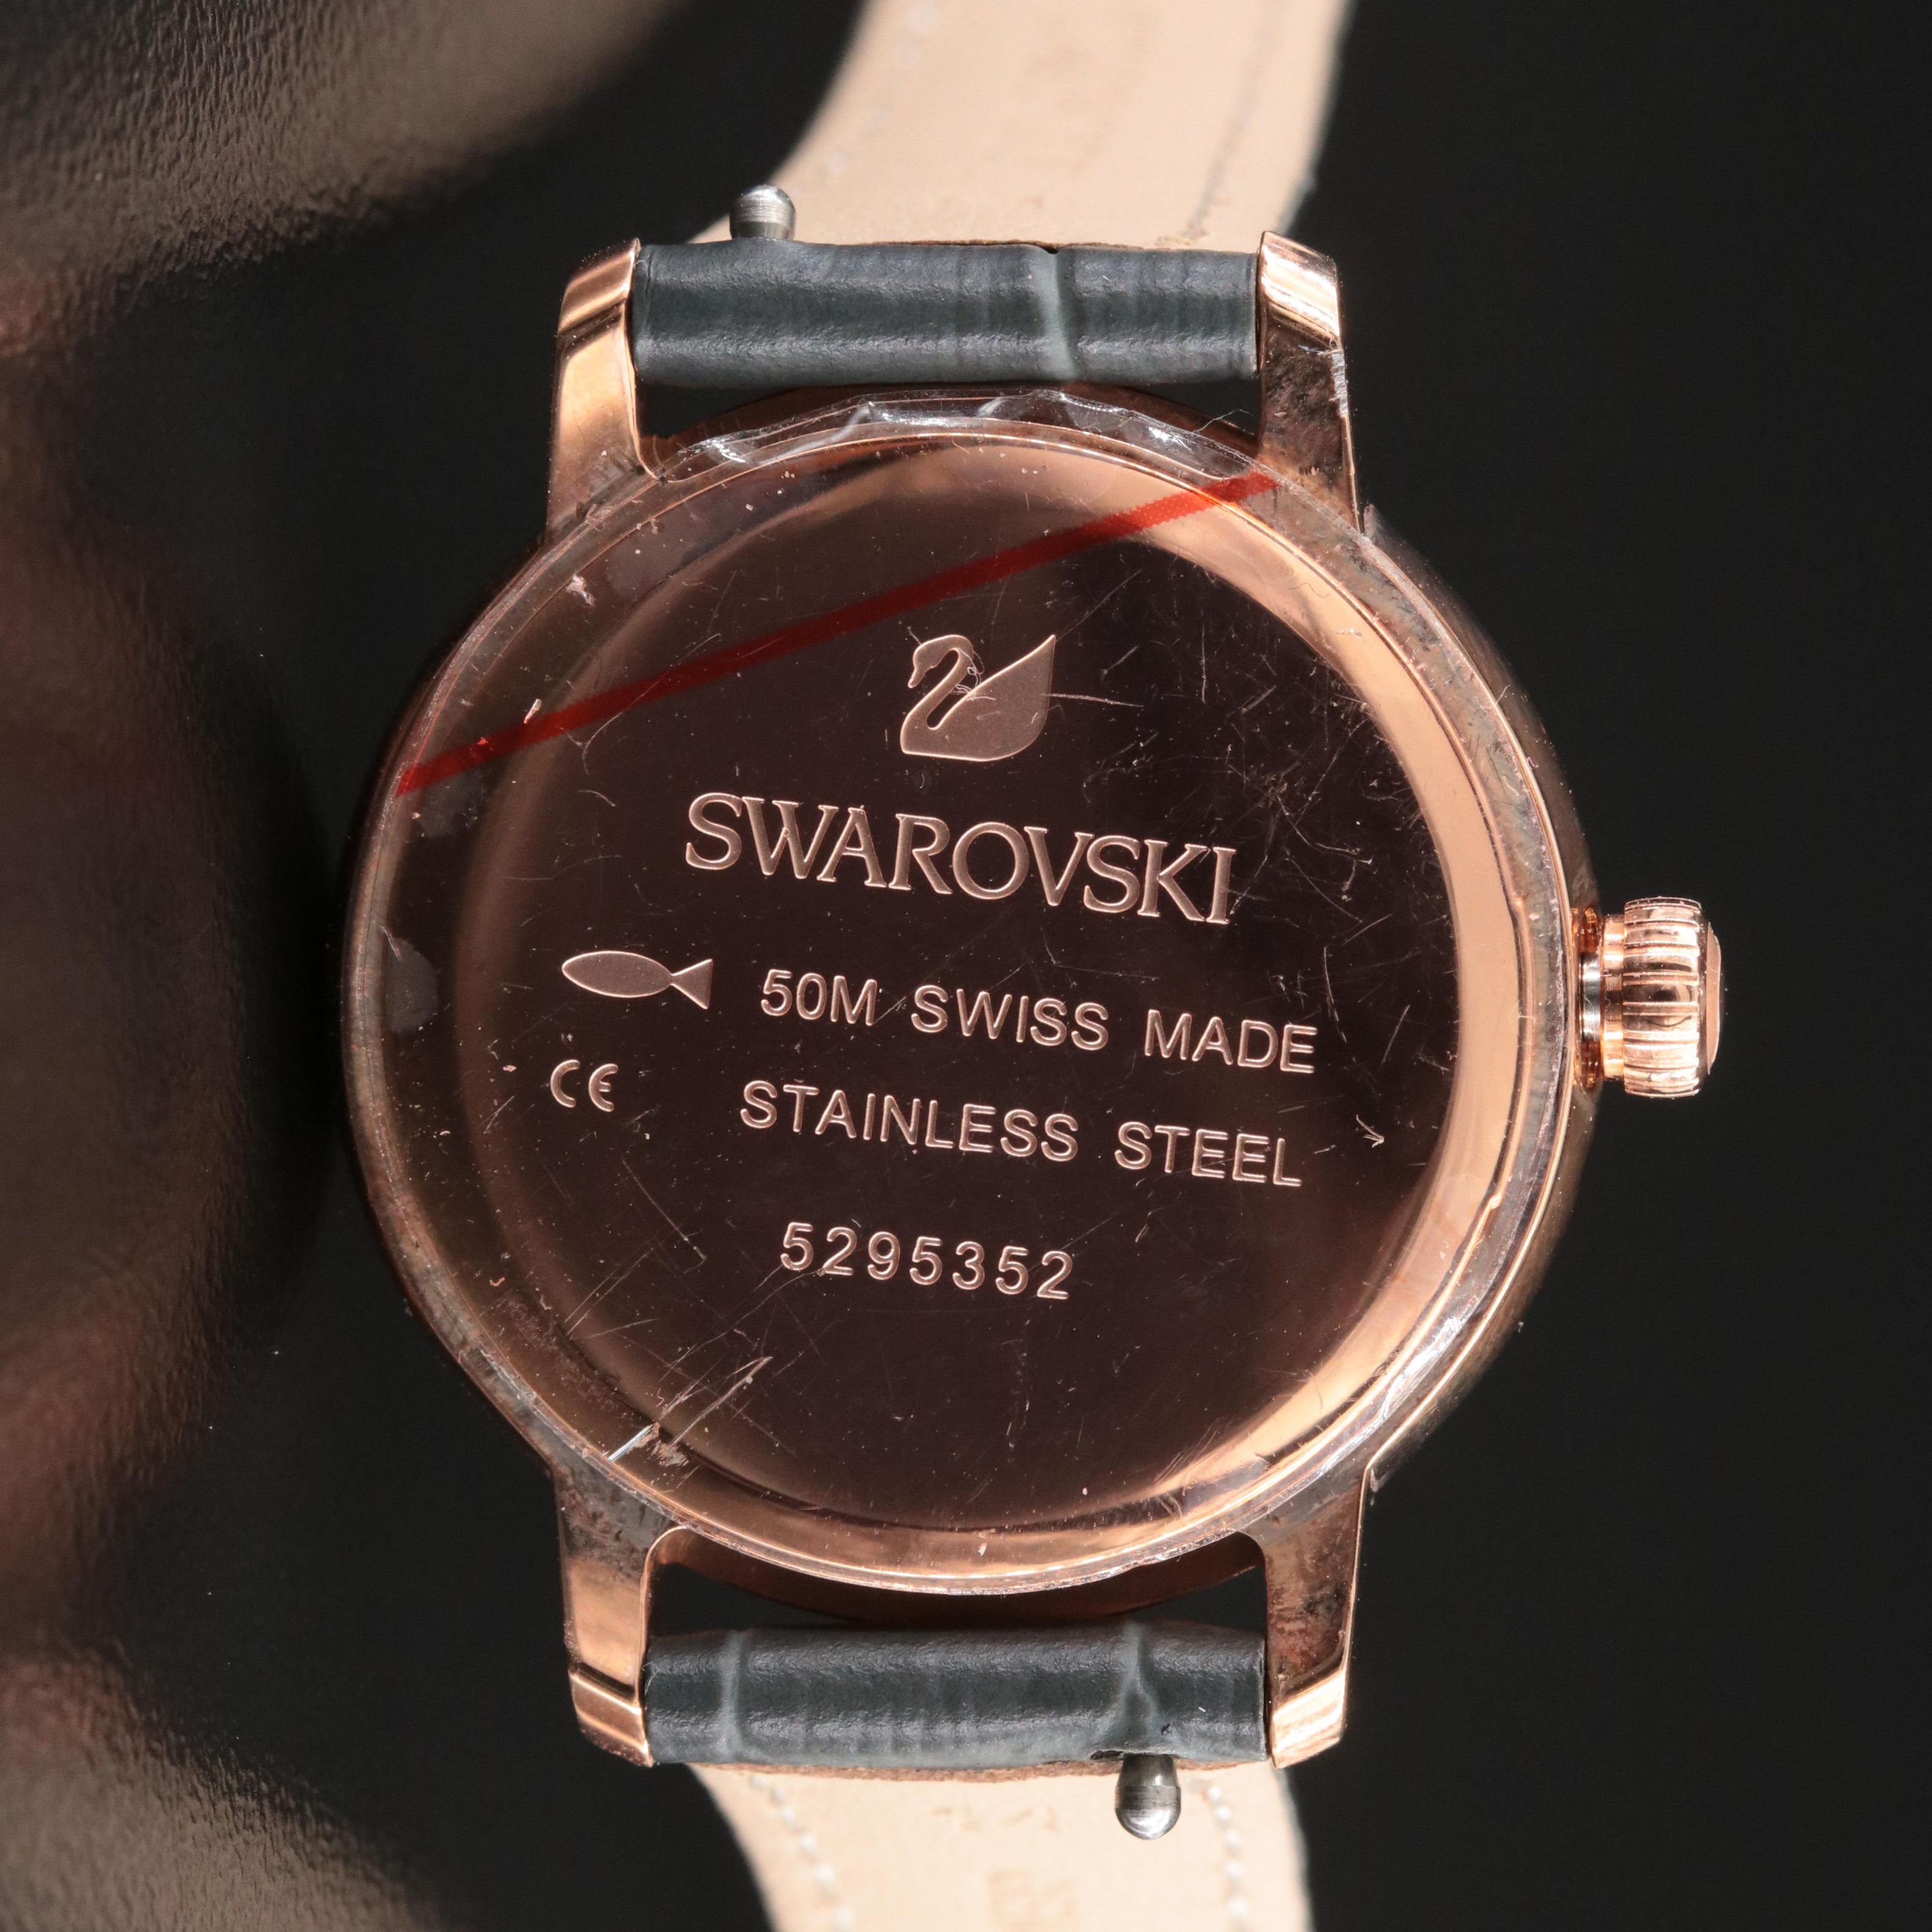 SWAROVSKI
50M SWISS MADE
CE STAINLESS STEEL
5295352